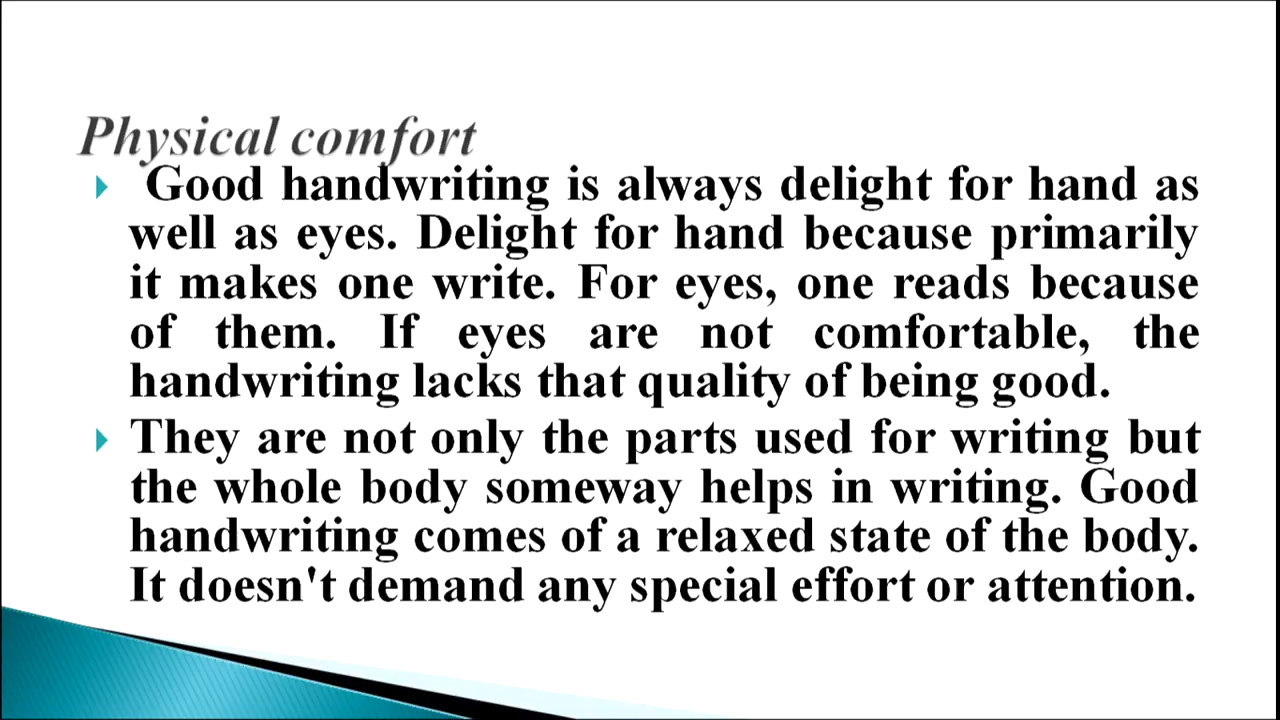 Physical comfort
Good handwriting is always delight for hand as
well as eyes. Delight for hand because primarily
it makes one write. For eyes, one reads because
of them. If eyes are not comfortable, the
handwriting lacks that quality of being good.
They are not only the parts used for writing but
the whole body someway helps in writing. Good
handwriting comes of a relaxed state of the body.
It doesn't demand any special effort or attention.